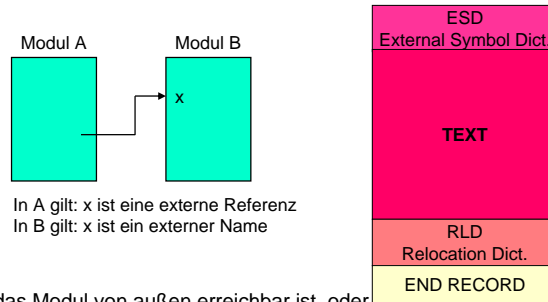 Modul A
Modul B
x
In A gilt: x ist eine externe Referenz
In B gilt: x ist ein externer Name
das Modul von außen erreichbar ist, oder
ESD
External Symbol Dict.
TEXT
RLD
Relocation Dict.
END RECORD